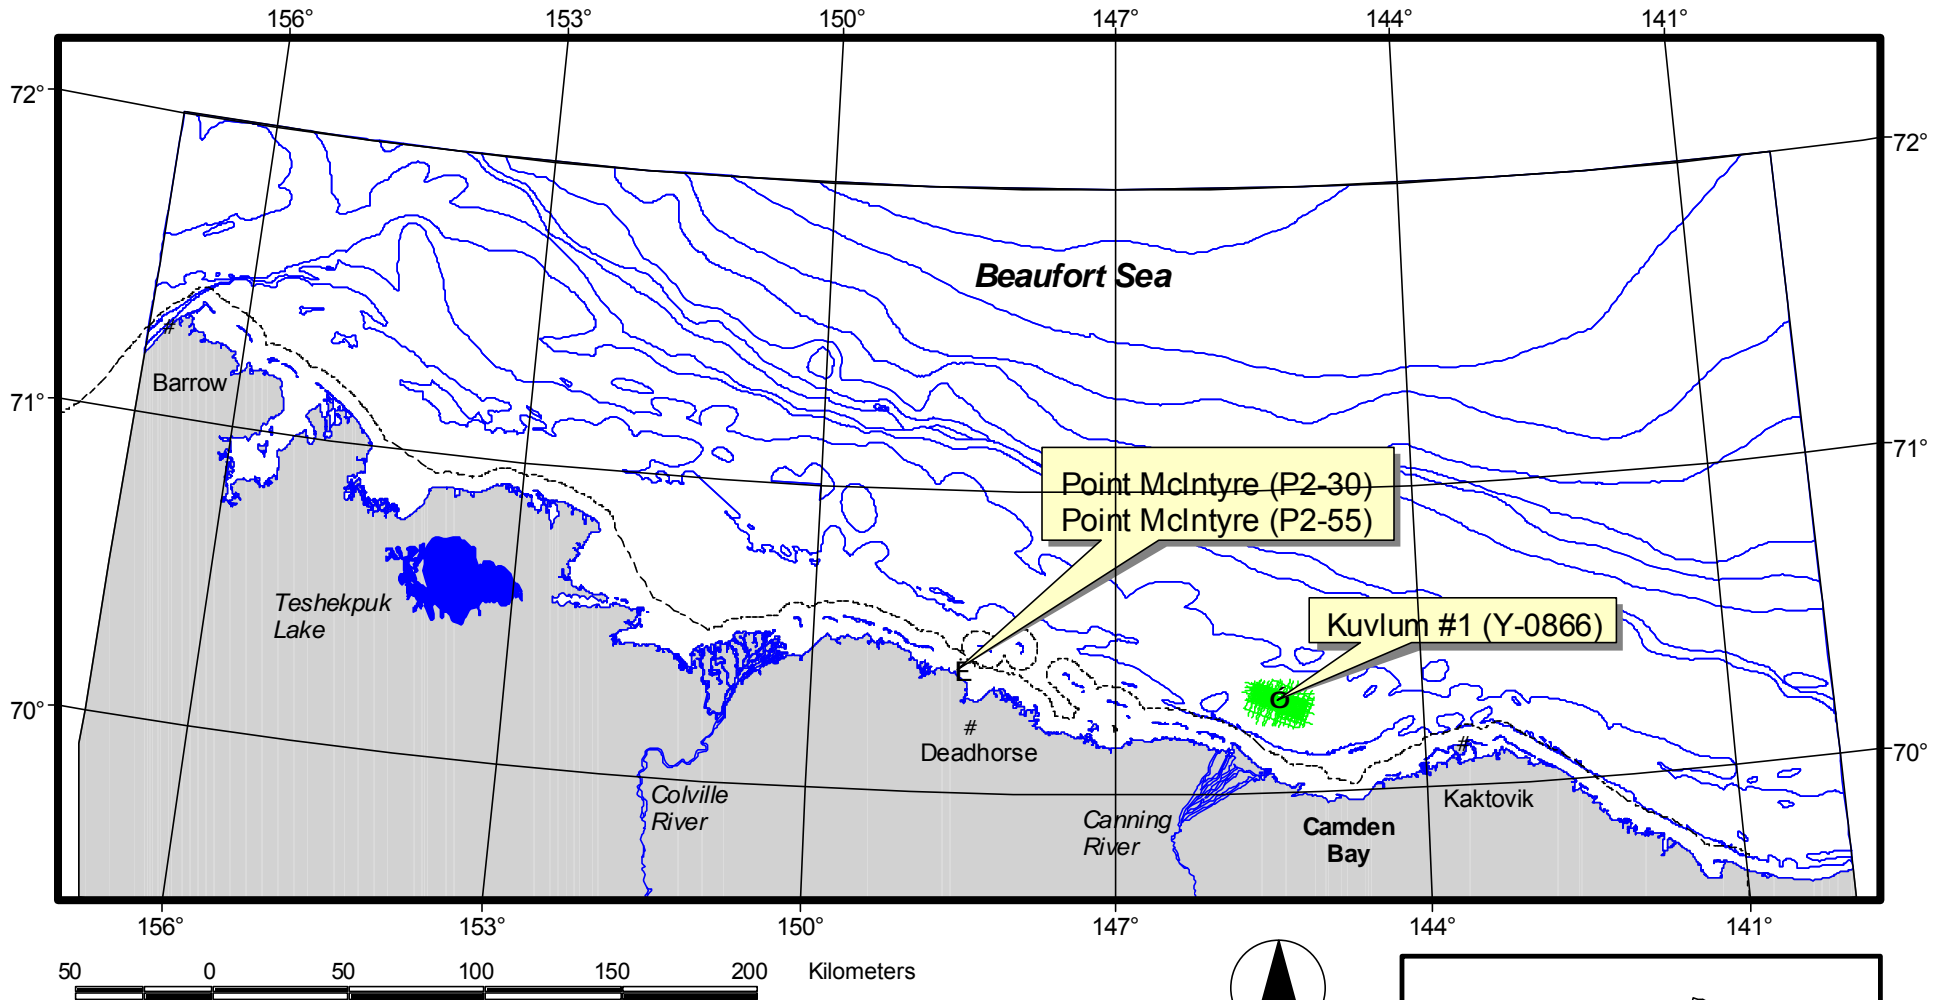 156° 153° 150° 147° 144° 141°
72°
72°
Beaufort Sea
#
Barrow
71°
71°
Point McIntyre (P2-30)
Point McIntyre (P2-55)
Teshekpuk
Lake
Kuvlum #1 (Y-0866)
E
O
70°
#
Deadhorse
#
70°
Colville
River
Kaktovik
Canning
River
Camden
Bay
156° 153° 150° 147° 144° 141°
50 0 50 100 150 200 Kilometers